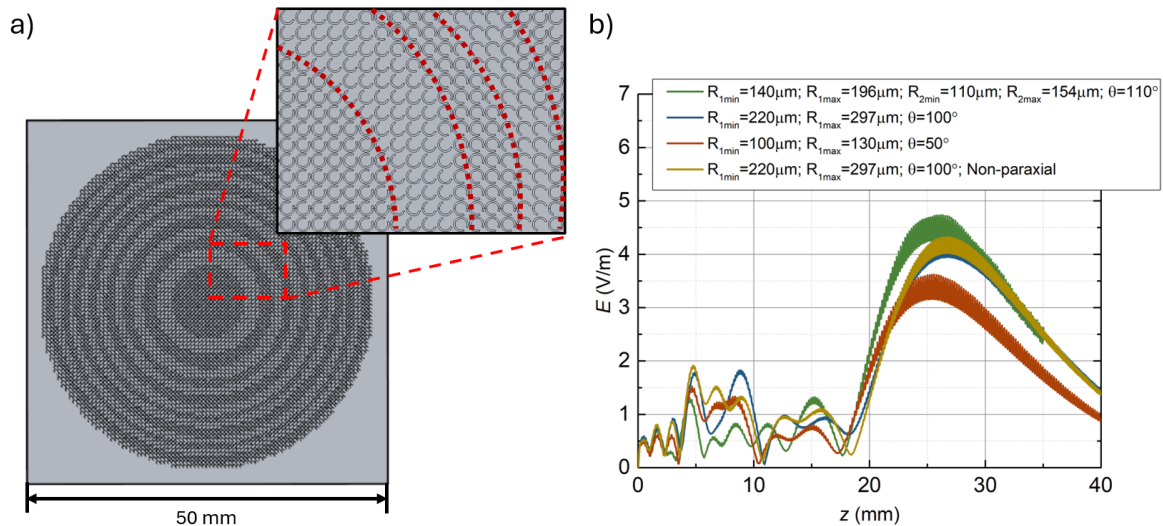 a)
50 mm
b)
R1min=140μm; R1max=196μm; R2min=110μm; R2max=154μm; θ=110°
R1min=220μm; R1max=297μm; θ=100°
R1min=100μm; R1max=130μm; θ=50°
R1min=220μm; R1max=297μm; θ=100°; Non-paraxial
E (V/m)
7
6
5
4
3
2
1
0
0 10 20 30 40
z (mm)